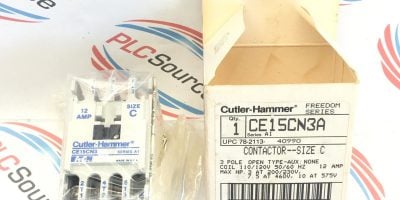 PLCSource
PLCSource
12
AMP
SIZE
C
Cutler-Hammer
CE15CN3
SERIES A1
EATON
Cutler-Hammer
FREEDOM
SERIES
QTY.
1
CE15CN3A
Series A1
UPC 78-2113-
40990
CONTACTOR--SIZE C
3 POLE OPEN TYPE-AUX. NONE
COIL 110/120V 50/60 HZ 12 AMP
MAX HP. 3 AT 200/230V.
7.5 AT 460V. 10 AT 575V